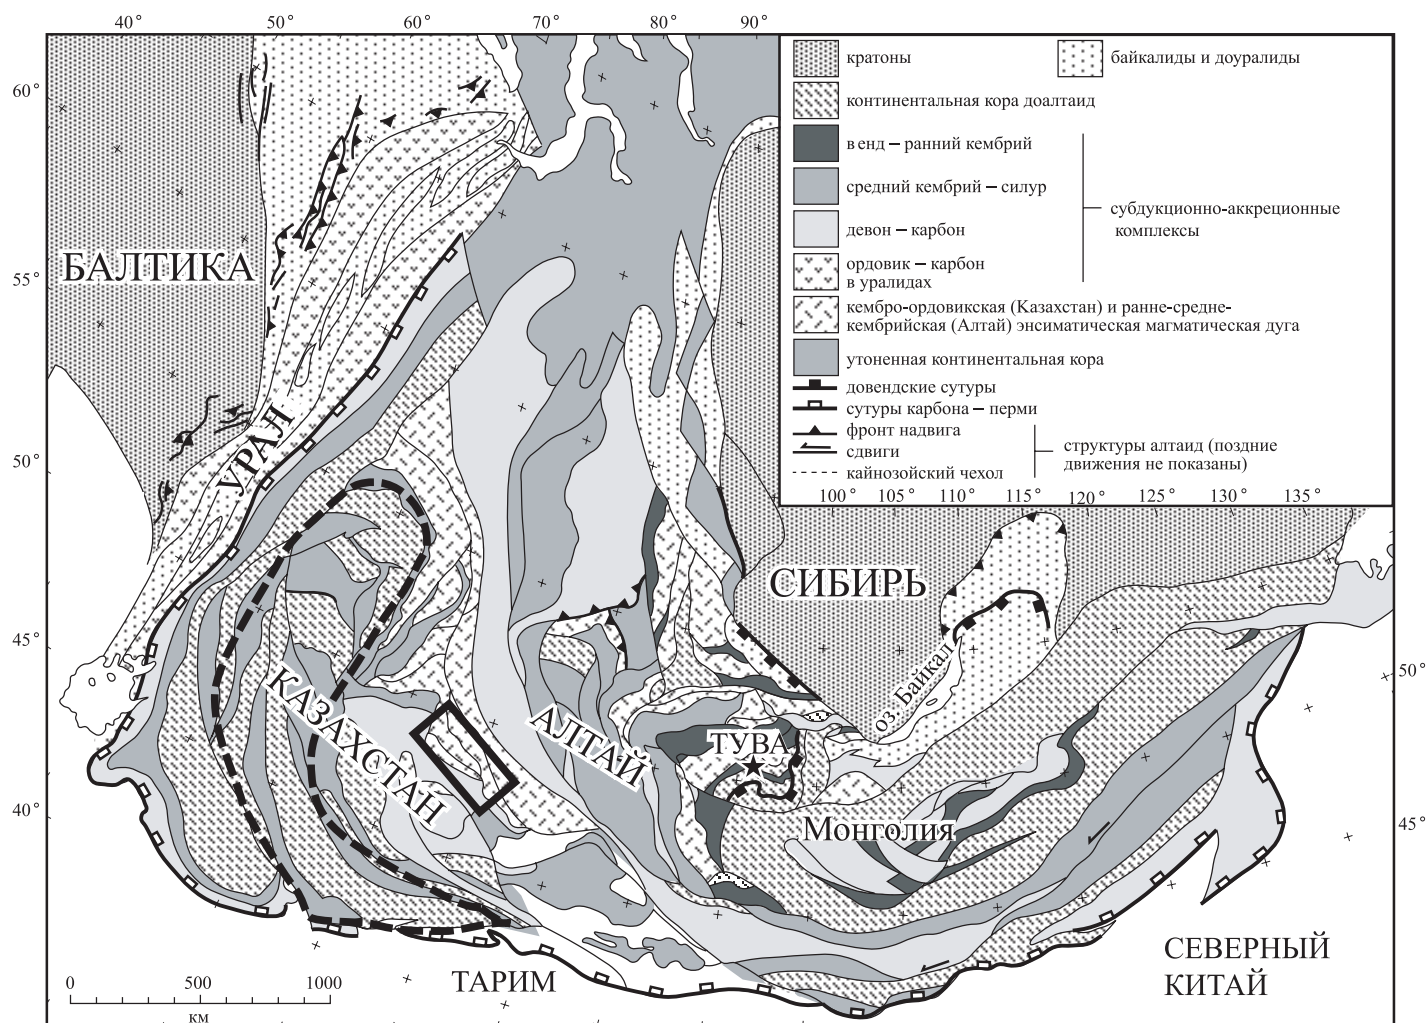 40° 50° 60° 70° 80° 90°
60°
55°
50°
45°
40°
кратоны
байкалиды и доуралиды
континентальная кора доалтаид
венд – ранний кембрий
средний кембрий – силур
девон – карбон
субдукционно-аккреционные
комплексы
ордовик – карбон
в уралидах
кембро-ордовикская (Казахстан) и ранне-средне-
кембрийская (Алтай) энсиматическая магматическая дуга
утоненная континентальная кора
довендские сутуры
сутуры карбона – перми
фронт надвига
сдвиги
кайнозойский чехол
структуры алтаид (поздние
движения не показаны)
100° 105° 110° 115° 120° 125° 130° 135°
50°
45°
БАЛТИКА
УРАЛ
СИБИРЬ
оз. Байкал
КАЗАХСТАН
АЛТАЙ
ТУВА
Монголия
ТАРИМ
СЕВЕРНЫЙ
КИТАЙ
0 500 1000
км